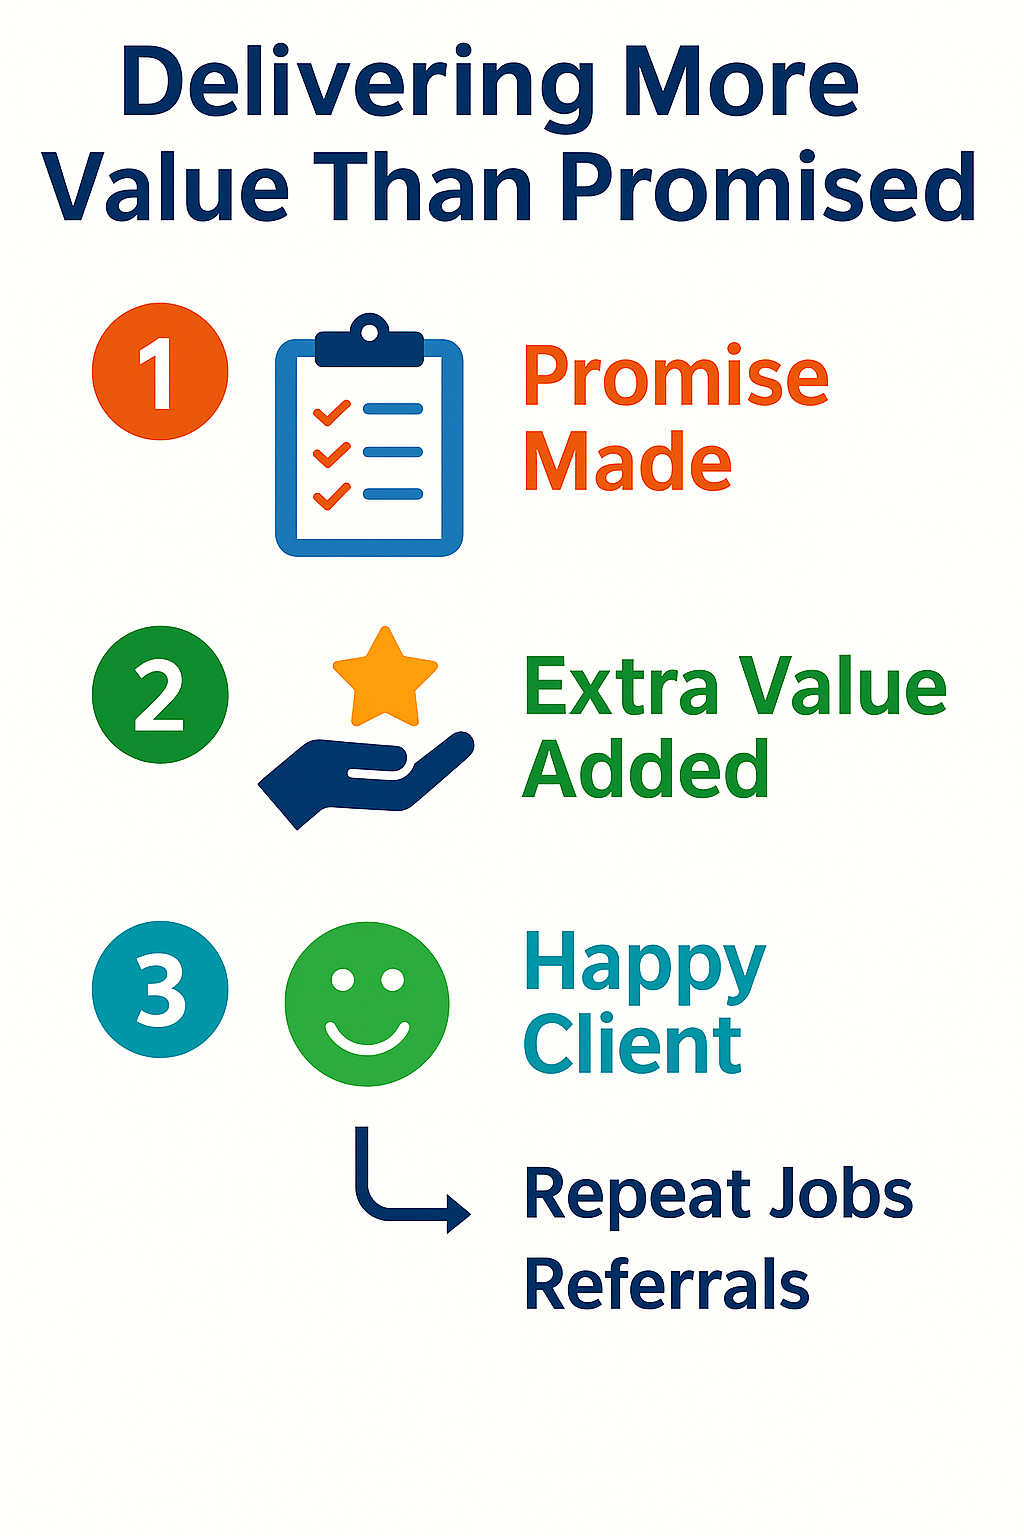 Delivering More
Value Than Promised
1
Promise
Made
2
Extra Value
Added
3
Happy
Client
Repeat Jobs
Referrals